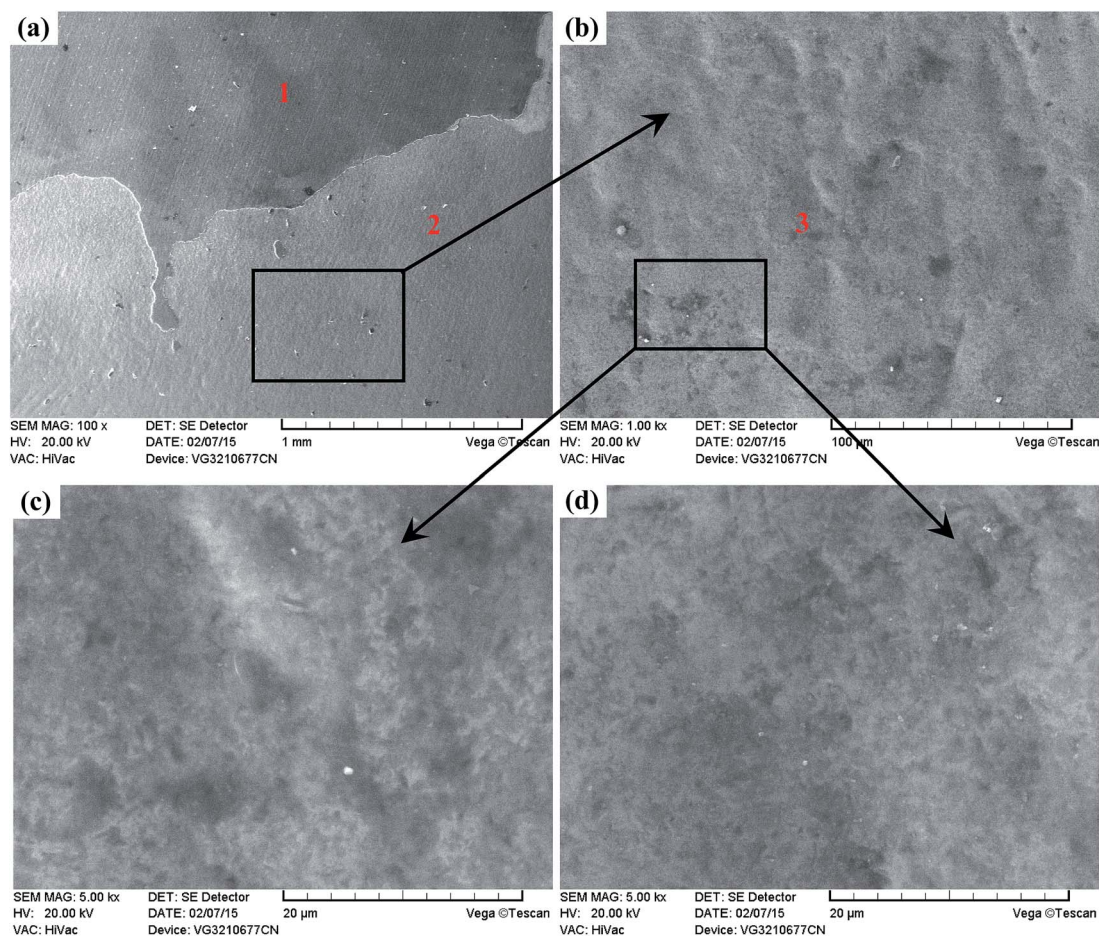 (a)
1
2
SEM MAG: 100 x DET: SE Detector
HV: 20.00 kV DATE: 02/07/15 1 mm Vega ©Tescan
VAC: HiVac Device: VG3210677CN
(b)
3
SEM MAG: 1.00 kx DET: SE Detector
HV: 20.00 kV DATE: 02/07/15 100 µm Vega ©Tescan
VAC: HiVac Device: VG3210677CN
(c)
SEM MAG: 5.00 kx DET: SE Detector
HV: 20.00 kV DATE: 02/07/15 20 µm Vega ©Tescan
VAC: HiVac Device: VG3210677CN
(d)
SEM MAG: 5.00 kx DET: SE Detector
HV: 20.00 kV DATE: 02/07/15 20 µm Vega ©Tescan
VAC: HiVac Device: VG3210677CN